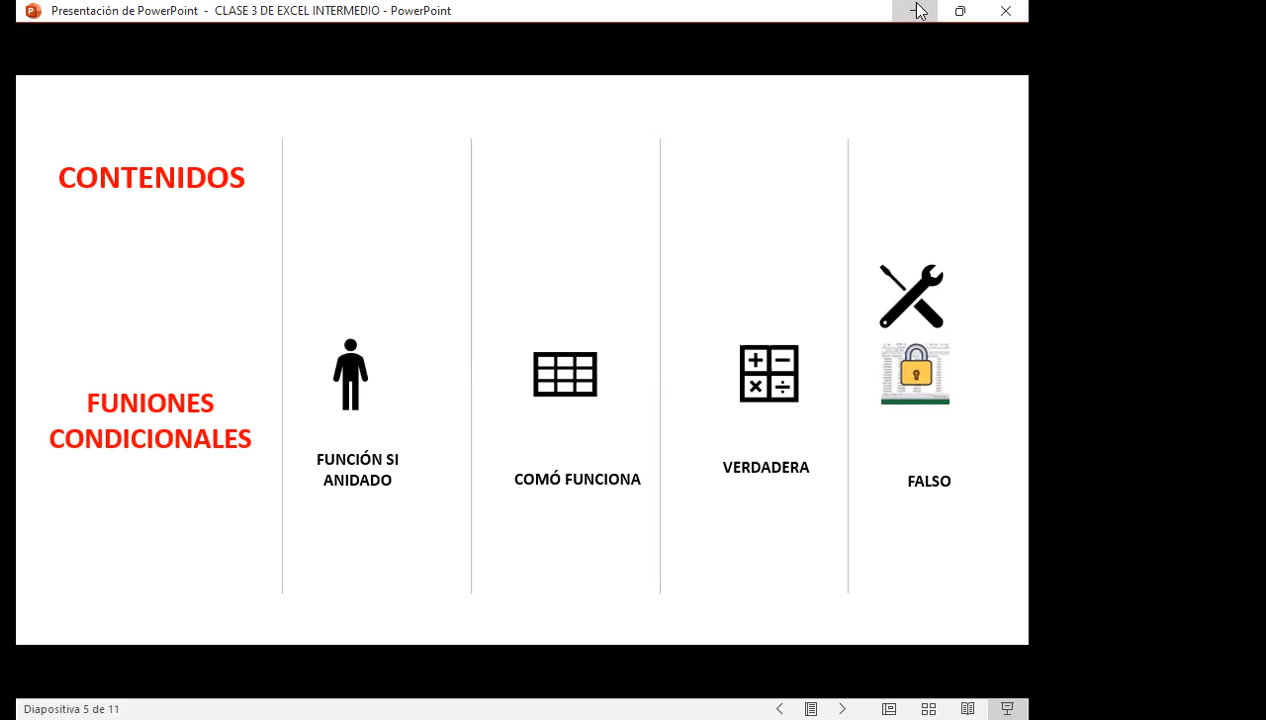 Presentación de PowerPoint - CLASE 3 DE EXCEL INTERMEDIO - PowerPoint
CONTENIDOS
FUNIONES
CONDICIONALES
FUNCIÓN SI
ANIDADO
COMÓ FUNCIONA
VERDADERA
FALSO
Diapositiva 5 de 11